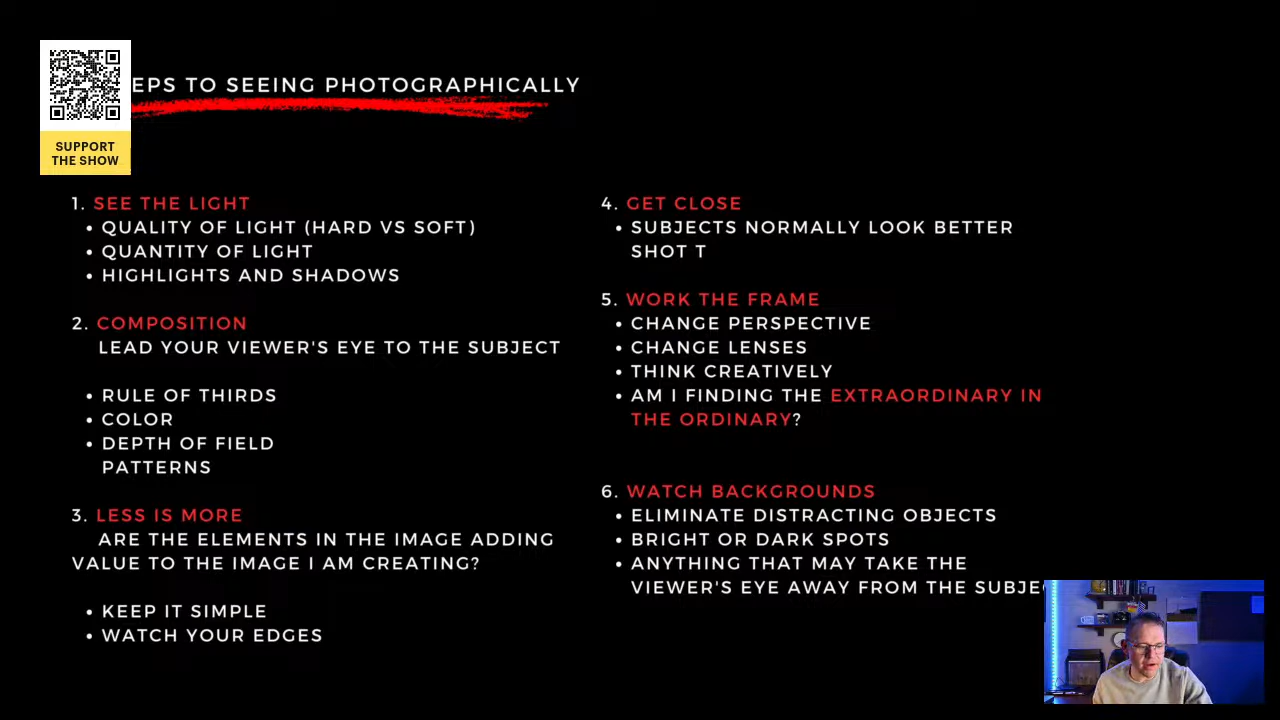 SUPPORT
THE SHOW
EPS TO SEEING PHOTOGRAPHICALLY
1. SEE THE LIGHT
• QUALITY OF LIGHT (HARD VS SOFT)
• QUANTITY OF LIGHT
• HIGHLIGHTS AND SHADOWS
2. COMPOSITION
LEAD YOUR VIEWER'S EYE TO THE SUBJECT
• RULE OF THIRDS
• COLOR
• DEPTH OF FIELD
PATTERNS
3. LESS IS MORE
ARE THE ELEMENTS IN THE IMAGE ADDING
VALUE TO THE IMAGE I AM CREATING?
• KEEP IT SIMPLE
• WATCH YOUR EDGES
4. GET CLOSE
• SUBJECTS NORMALLY LOOK BETTER
SHOT T
5. WORK THE FRAME
• CHANGE PERSPECTIVE
• CHANGE LENSES
• THINK CREATIVELY
• AM I FINDING THE EXTRAORDINARY IN
THE ORDINARY?
6. WATCH BACKGROUNDS
• ELIMINATE DISTRACTING OBJECTS
• BRIGHT OR DARK SPOTS
• ANYTHING THAT MAY TAKE THE
VIEWER'S EYE AWAY FROM THE SUBJE